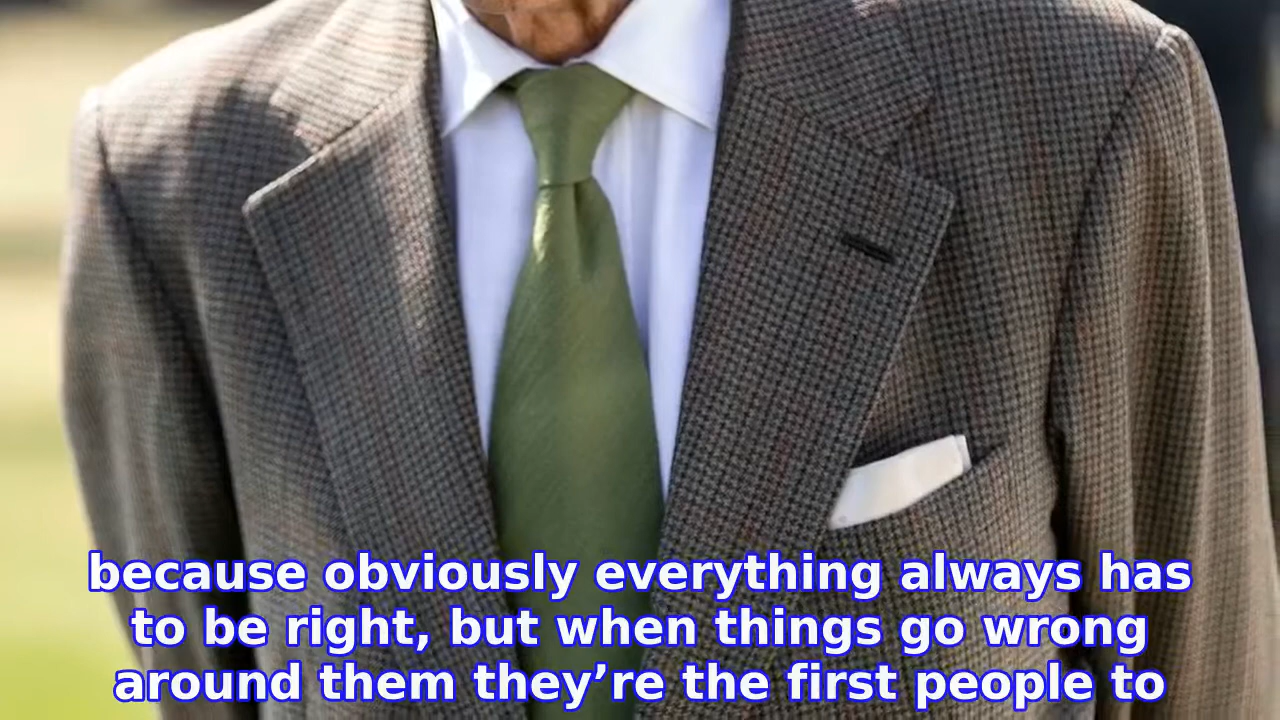 because obviously everything always has
to be right, but when things go wrong
around them they’re the first people to